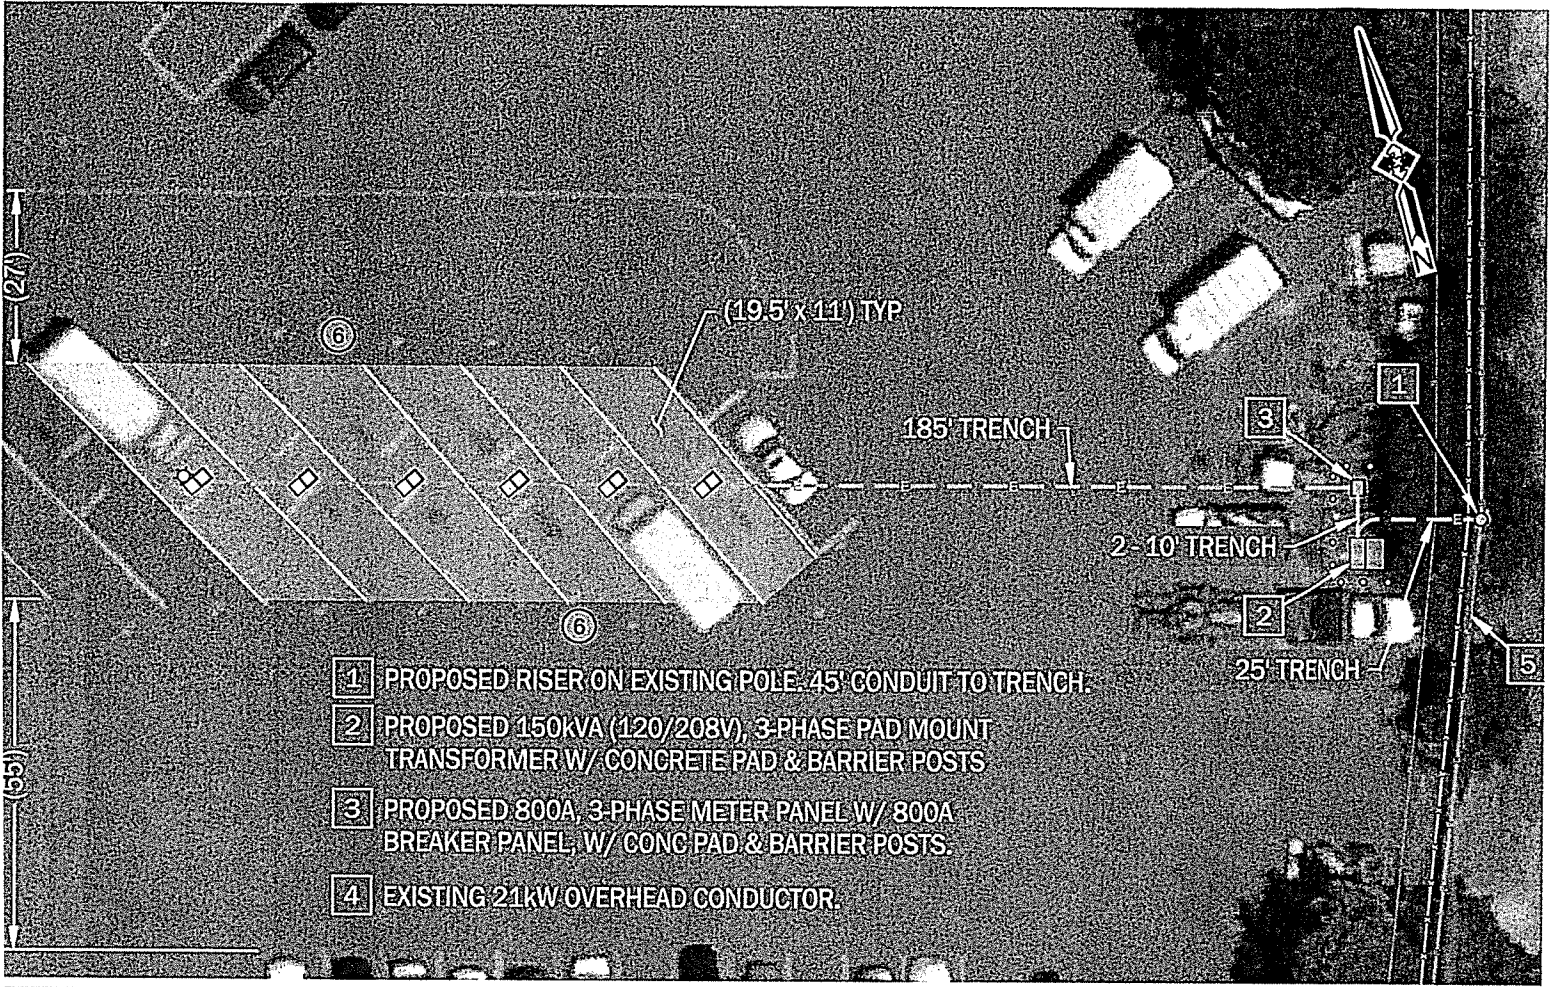 N
(27)
6
(19.5' x 11') TYP
1
3
185' TRENCH
E
E
E
E
E
2 - 10' TRENCH
2
25' TRENCH
5
6
1 PROPOSED RISER ON EXISTING POLE. 45' CONDUIT TO TRENCH.
2 PROPOSED 150kVA (120/208V), 3-PHASE PAD MOUNT
TRANSFORMER W/ CONCRETE PAD & BARRIER POSTS
3 PROPOSED 800A, 3-PHASE METER PANEL W/ 800A
BREAKER PANEL, W/ CONC PAD & BARRIER POSTS.
4 EXISTING 21kW OVERHEAD CONDUCTOR.
(55)